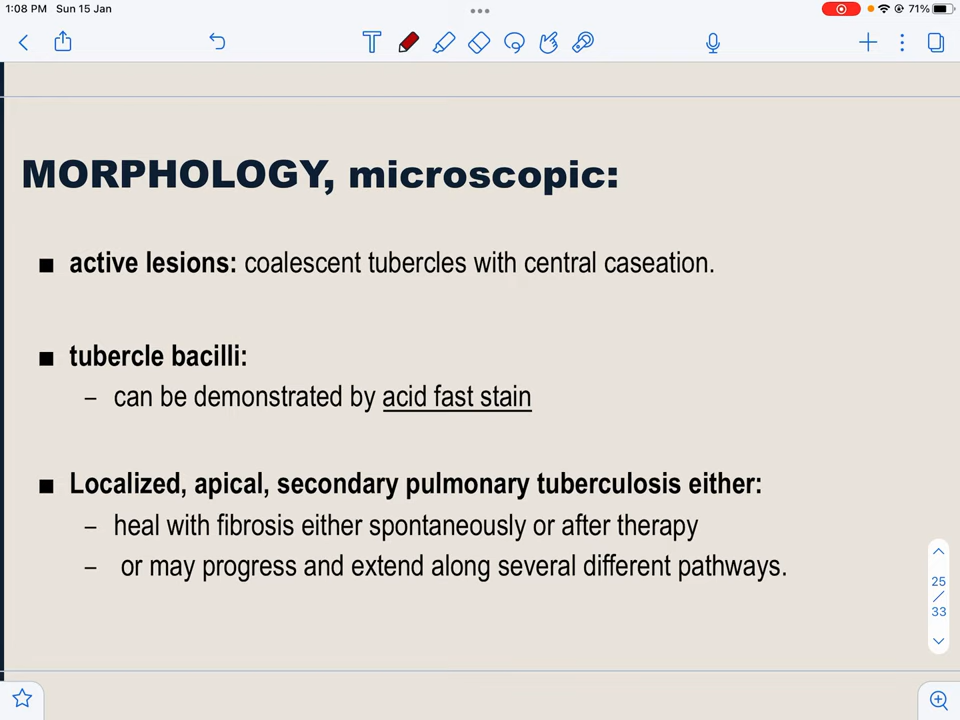 1:08 PM Sun 15 Jan
71%
MORPHOLOGY, microscopic:
■ active lesions: coalescent tubercles with central caseation.
■ tubercle bacilli:
– can be demonstrated by acid fast stain
■ Localized, apical, secondary pulmonary tuberculosis either:
– heal with fibrosis either spontaneously or after therapy
– or may progress and extend along several different pathways.
25
/
33